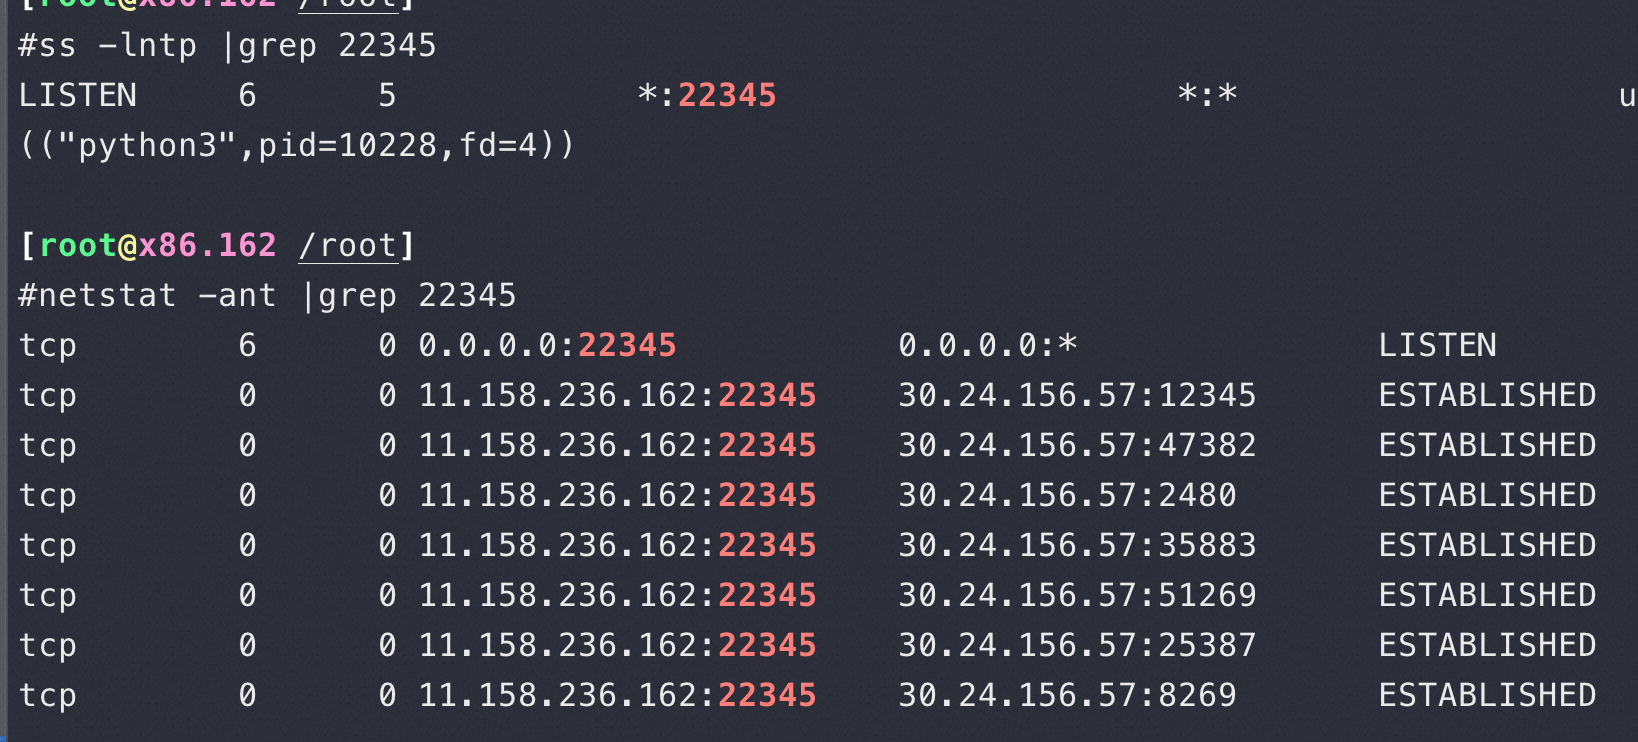 [root@x86.162 /root]
#ss -lntp |grep 22345
LISTEN 6 5 *:22345 *:* u
(("python3",pid=10228,fd=4))
[root@x86.162 /root]
#netstat -ant |grep 22345
tcp 6 0 0.0.0.0:22345 0.0.0.0:* LISTEN
tcp 0 0 11.158.236.162:22345 30.24.156.57:12345 ESTABLISHED
tcp 0 0 11.158.236.162:22345 30.24.156.57:47382 ESTABLISHED
tcp 0 0 11.158.236.162:22345 30.24.156.57:2480 ESTABLISHED
tcp 0 0 11.158.236.162:22345 30.24.156.57:35883 ESTABLISHED
tcp 0 0 11.158.236.162:22345 30.24.156.57:51269 ESTABLISHED
tcp 0 0 11.158.236.162:22345 30.24.156.57:25387 ESTABLISHED
tcp 0 0 11.158.236.162:22345 30.24.156.57:8269 ESTABLISHED